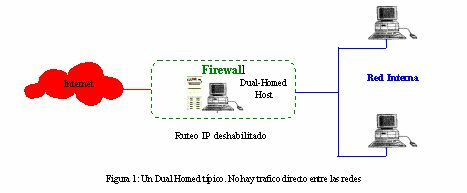 Firewall
Internet
Dual-Homed
Host
Red Interna
Ruteo IP deshabilitado
Figura 1: Un Dual Homed típico. No hay trafico directo entre las redes